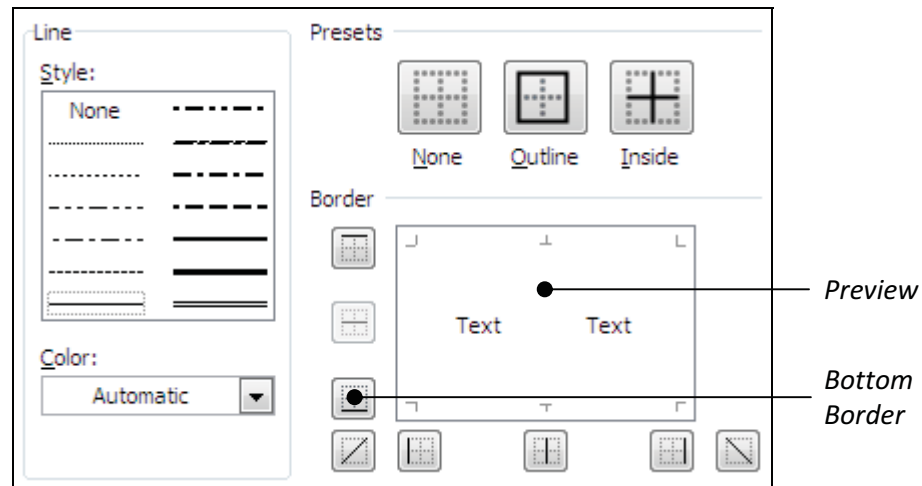 Line
Style:
None
Color:
Automatic
Presets
None Outline Inside
Border
Text Text
Preview
Bottom
Border